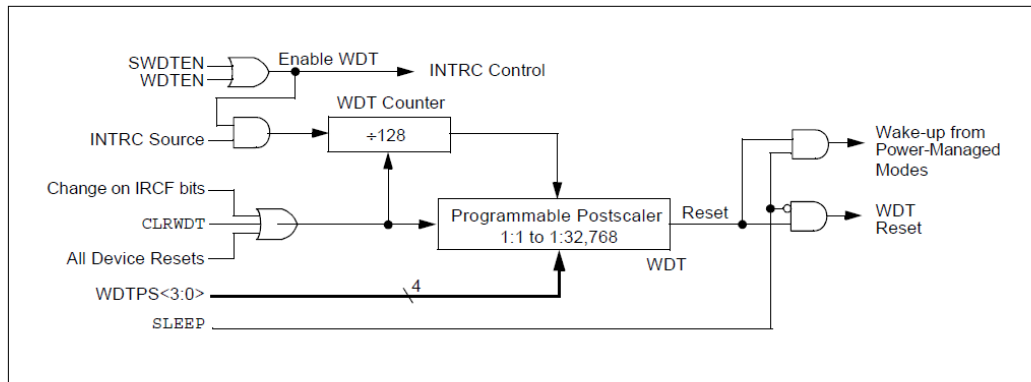 SWDTEN
WDTEN
Enable WDT
INTRC Control
WDT Counter
INTRC Source
÷128
Wake-up from
Power-Managed
Modes
Change on IRCF bits
CLRWDT
Programmable Postscaler
1:1 to 1:32,768
Reset
WDT
Reset
All Device Resets
WDT
WDTPS<3:0>
4
SLEEP